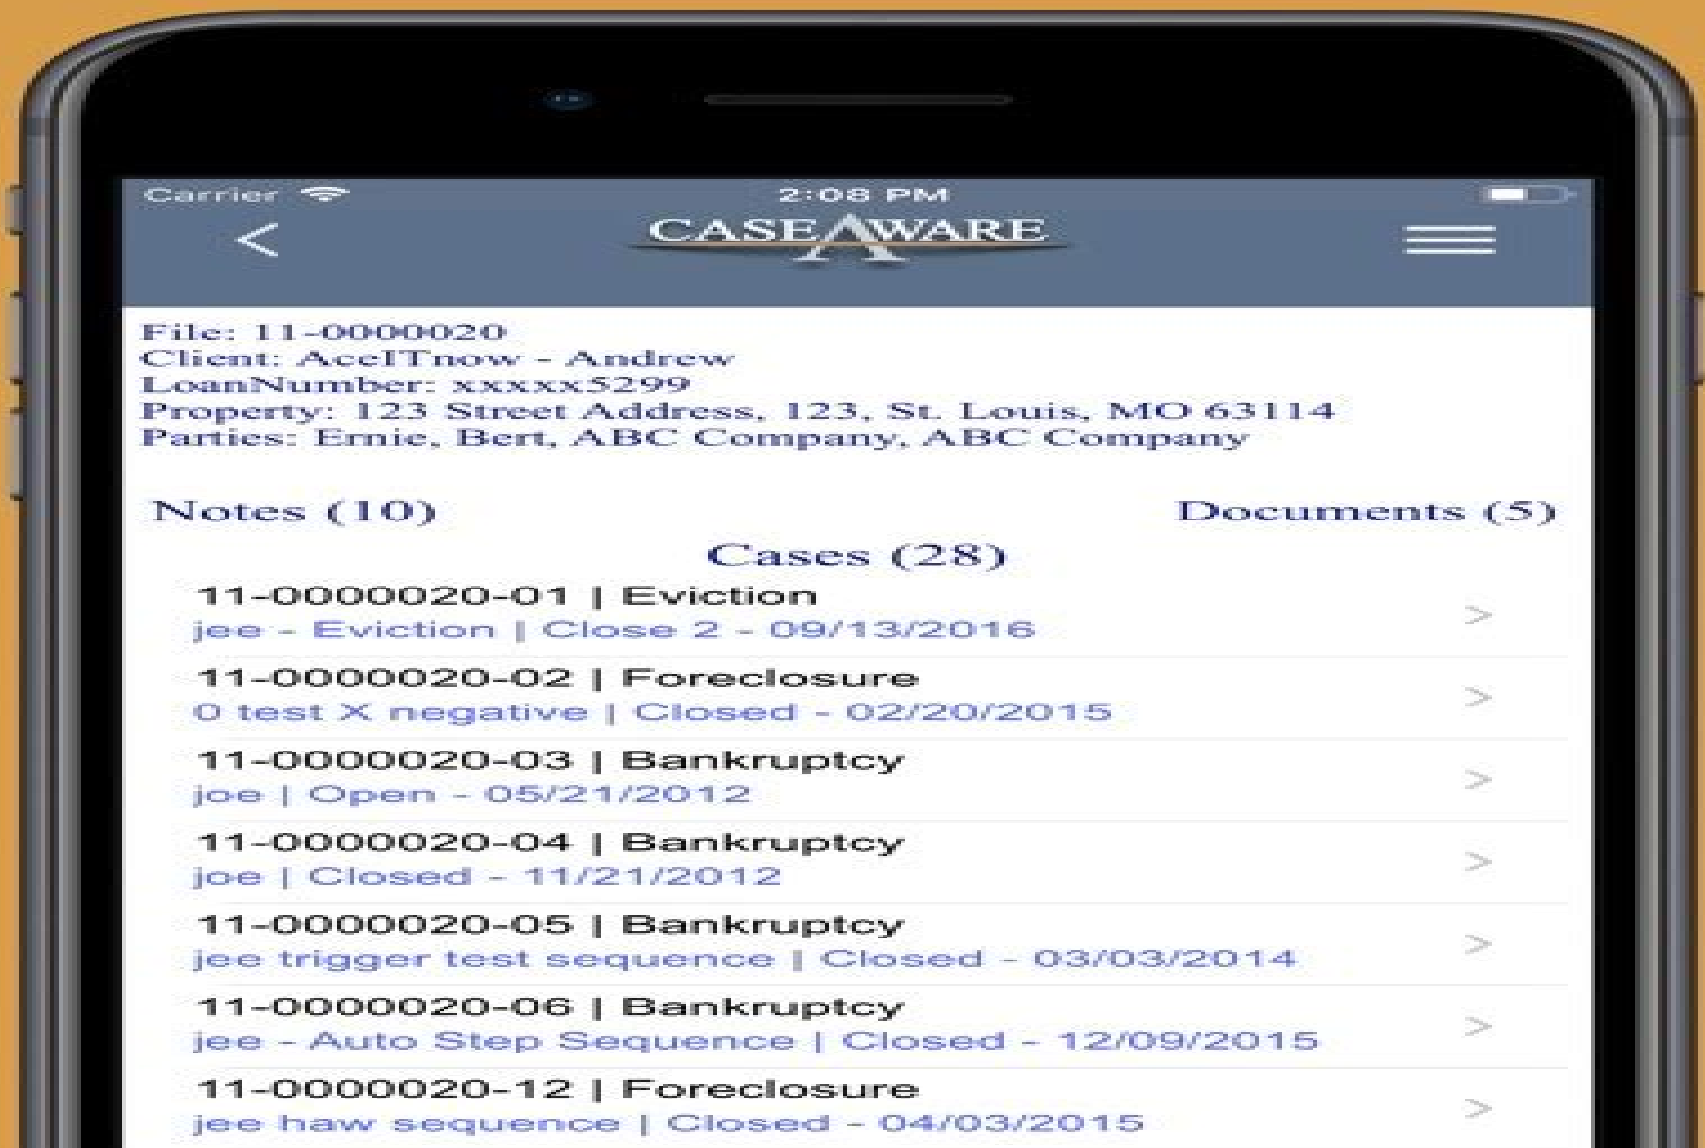 Carrier 2:08 PM
<
CASEAWARE
File: 11-0000020
Client: AceITnow - Andrew
LoanNumber: xxxxx5299
Property: 123 Street Address, 123, St. Louis, MO 63114
Parties: Ernie, Bert, ABC Company, ABC Company
Notes (10) Documents (5)
Cases (28)
11-0000020-01 | Eviction
jee - Eviction | Close 2 - 09/13/2016 >
11-0000020-02 | Foreclosure
0 test X negative | Closed - 02/20/2015 >
11-0000020-03 | Bankruptcy
joe | Open - 05/21/2012 >
11-0000020-04 | Bankruptcy
joe | Closed - 11/21/2012 >
11-0000020-05 | Bankruptcy
jee trigger test sequence | Closed - 03/03/2014 >
11-0000020-06 | Bankruptcy
jee - Auto Step Sequence | Closed - 12/09/2015 >
11-0000020-12 | Foreclosure
jee haw sequence | Closed - 04/03/2015 >